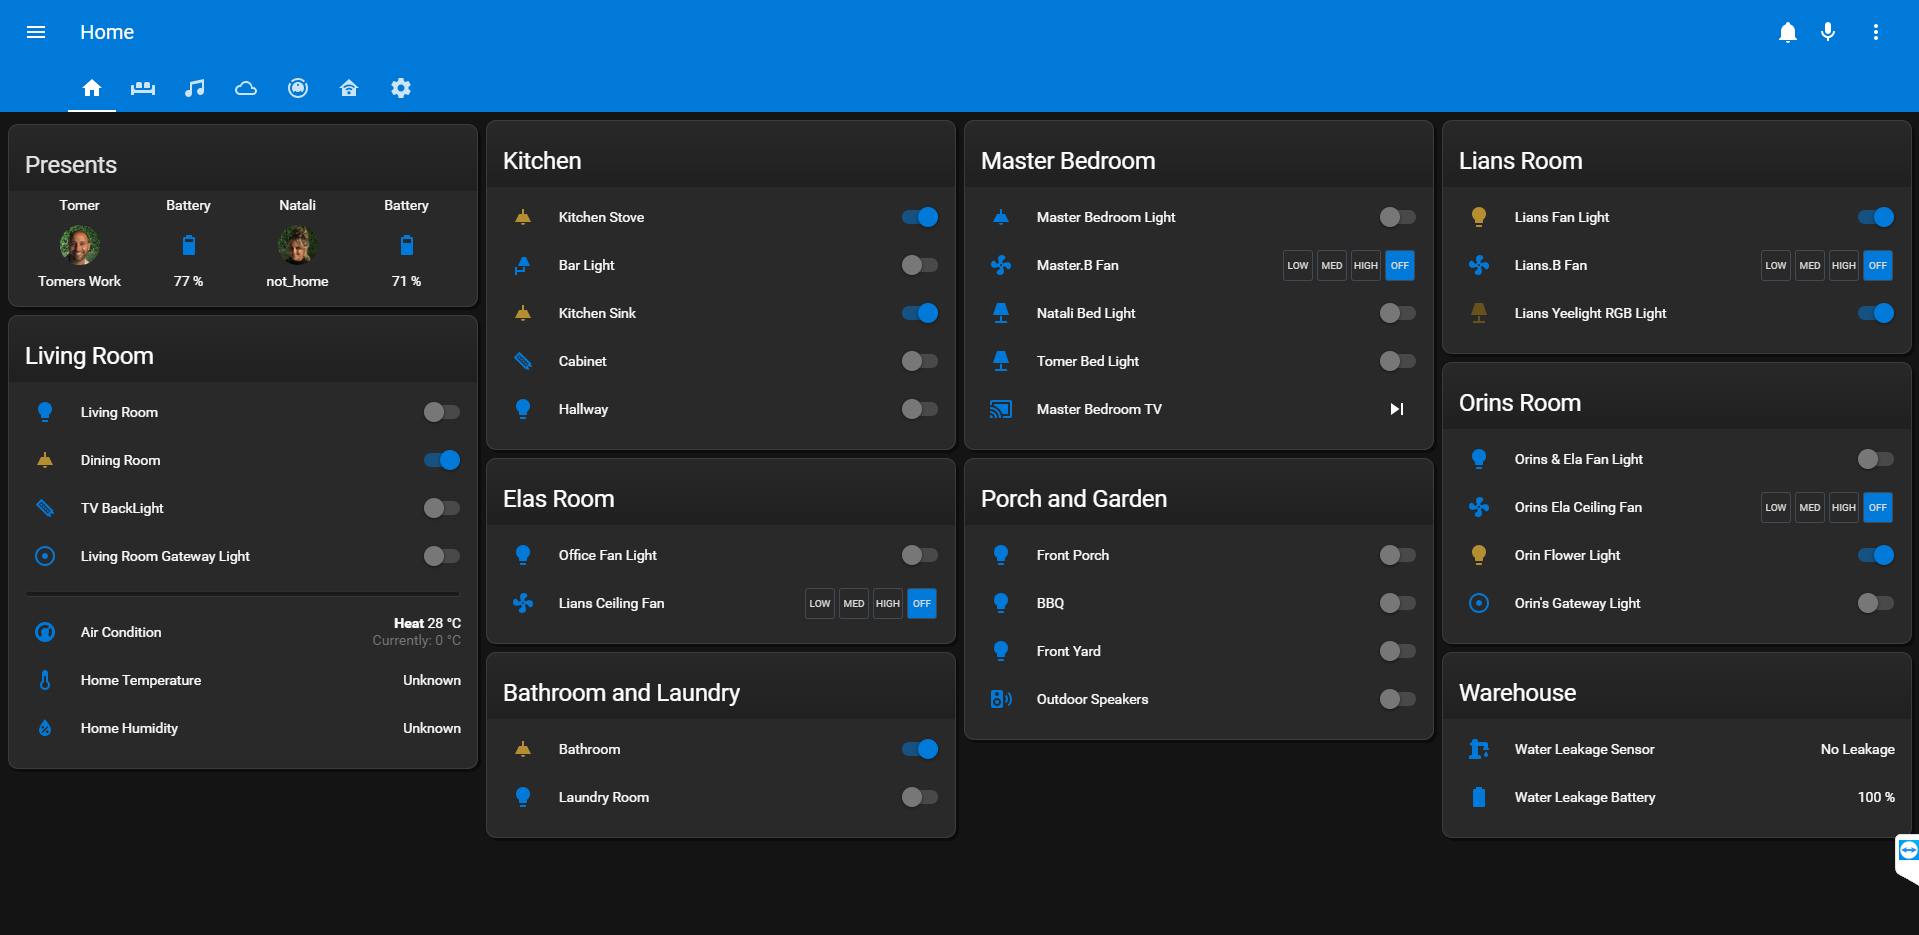 Home
Presents
Tomer Battery Natali Battery
Tomers Work 77 % not_home 71 %
Living Room
Living Room
Dining Room
TV BackLight
Living Room Gateway Light
Air Condition Heat 28 °C
Currently: 0 °C
Home Temperature Unknown
Home Humidity Unknown
Kitchen
Kitchen Stove
Bar Light
Kitchen Sink
Cabinet
Hallway
Elas Room
Office Fan Light
Lians Ceiling Fan LOW MED HIGH OFF
Bathroom and Laundry
Bathroom
Laundry Room
Master Bedroom
Master Bedroom Light
Master.B Fan LOW MED HIGH OFF
Natali Bed Light
Tomer Bed Light
Master Bedroom TV
Porch and Garden
Front Porch
BBQ
Front Yard
Outdoor Speakers
Lians Room
Lians Fan Light
Lians.B Fan LOW MED HIGH OFF
Lians Yeelight RGB Light
Orins Room
Orins & Ela Fan Light
Orins Ela Ceiling Fan LOW MED HIGH OFF
Orin Flower Light
Orin's Gateway Light
Warehouse
Water Leakage Sensor No Leakage
Water Leakage Battery 100 %